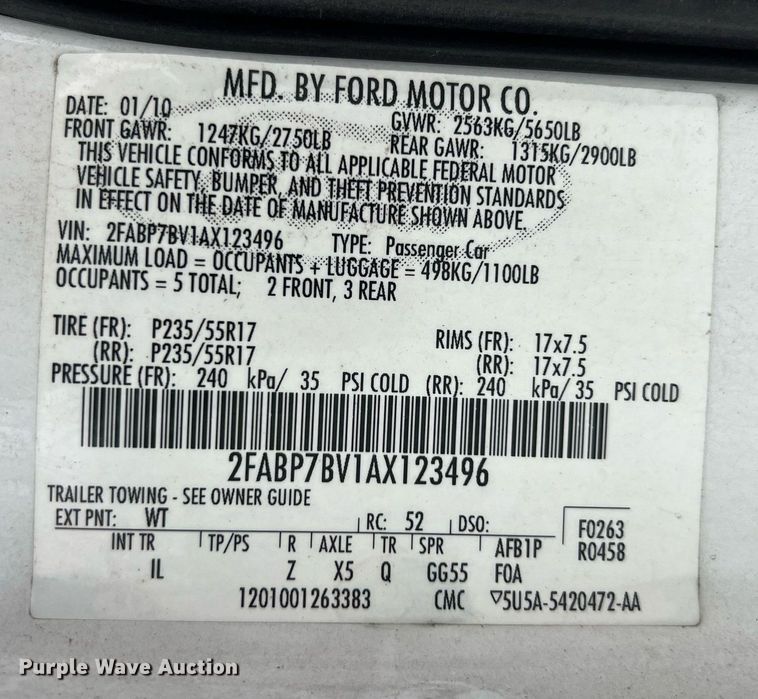 MFD. BY FORD MOTOR CO.
DATE: 01/10 GVWR: 2563KG/5650LB
FRONT GAWR: 1247KG/2750LB REAR GAWR: 1315KG/2900LB
THIS VEHICLE CONFORMS TO ALL APPLICABLE FEDERAL MOTOR
VEHICLE SAFETY, BUMPER, AND THEFT PREVENTION STANDARDS
IN EFFECT ON THE DATE OF MANUFACTURE SHOWN ABOVE.
VIN: 2FABP7BV1AX123496 TYPE: Passenger Car
MAXIMUM LOAD = OCCUPANTS + LUGGAGE = 498KG/1100LB
OCCUPANTS = 5 TOTAL; 2 FRONT, 3 REAR
TIRE (FR): P235/55R17 RIMS (FR): 17x7.5
(RR): P235/55R17 (RR): 17x7.5
PRESSURE (FR): 240 kPa/ 35 PSI COLD (RR): 240 kPa/ 35 PSI COLD
2FABP7BV1AX123496
TRAILER TOWING - SEE OWNER GUIDE
EXT PNT: WT RC: 52 DSO: F0263
INT TR TP/PS R AXLE TR SPR AFB1P R0458
IL Z X5 Q GG55 F0A
1201001263383 CMC ▽5U5A-5420472-AA
Purple Wave Auction